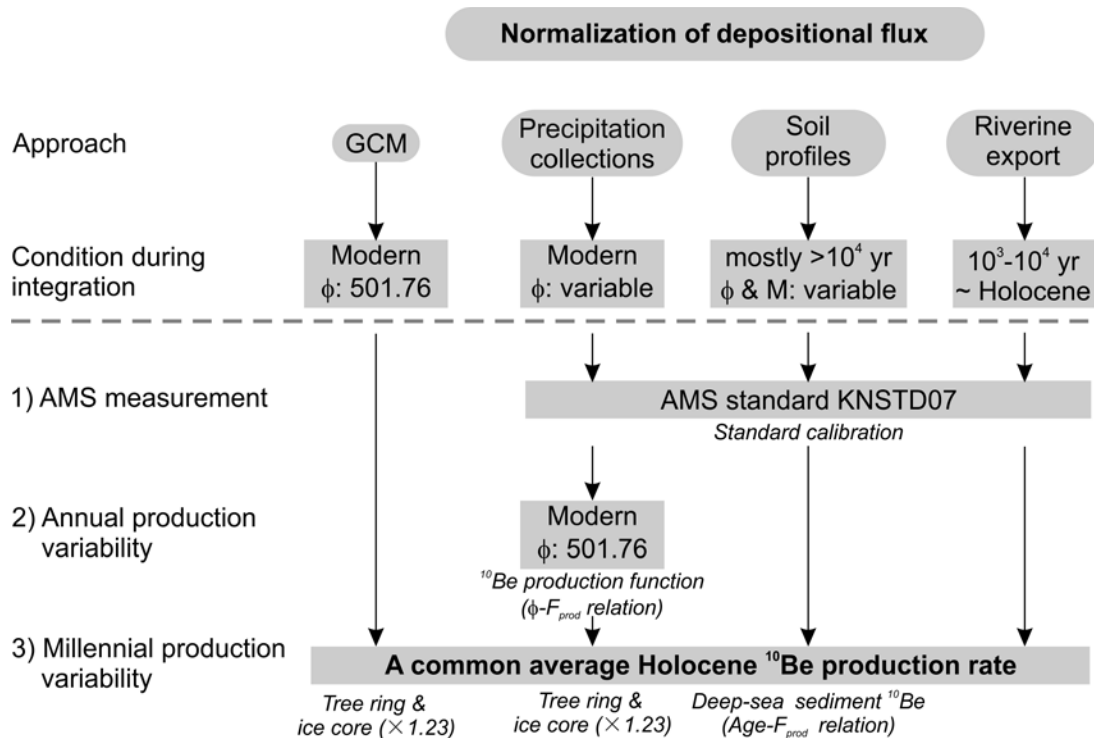 Normalization of depositional flux
Approach
GCM
Precipitation
collections
Soil
profiles
Riverine
export
Condition during
integration
Modern
ϕ: 501.76
Modern
ϕ: variable
mostly >10⁴ yr
ϕ & M: variable
10³-10⁴ yr
~ Holocene
1) AMS measurement
AMS standard KNSTD07
Standard calibration
2) Annual production
variability
Modern
ϕ: 501.76
¹⁰Be production function
(ϕ-Fprod relation)
3) Millennial production
variability
A common average Holocene ¹⁰Be production rate
Tree ring &
ice core (×1.23)
Tree ring &
ice core (×1.23)
Deep-sea sediment ¹⁰Be
(Age-Fprod relation)